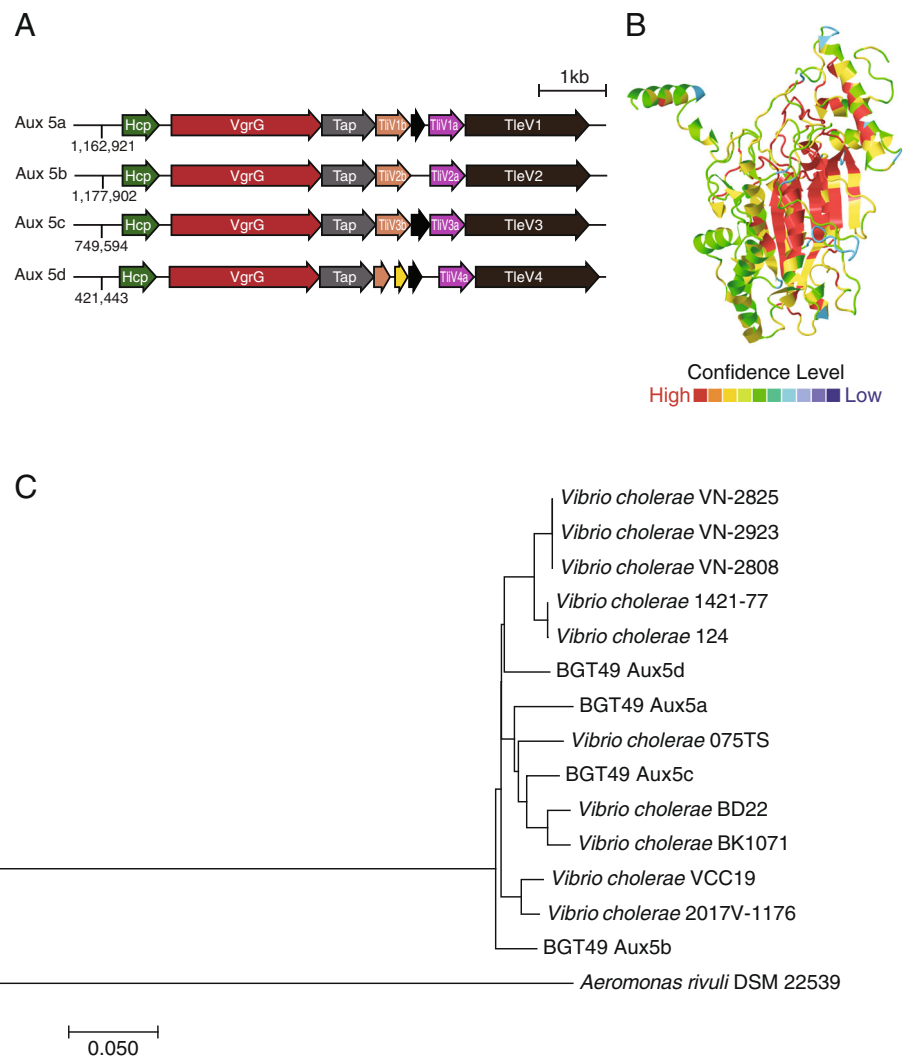 A
1kb
Aux 5a Hcp VgrG Tap TliV1b TliV1a TleV1
1,162,921
Aux 5b Hcp VgrG Tap TliV2b TliV2a TleV2
1,177,902
Aux 5c Hcp VgrG Tap TliV3b TliV3a TleV3
749,594
Aux 5d Hcp VgrG Tap TliV4a TleV4
421,443
B
Confidence Level
High Low
C
Vibrio cholerae VN-2825
Vibrio cholerae VN-2923
Vibrio cholerae VN-2808
Vibrio cholerae 1421-77
Vibrio cholerae 124
BGT49 Aux5d
BGT49 Aux5a
Vibrio cholerae 075TS
BGT49 Aux5c
Vibrio cholerae BD22
Vibrio cholerae BK1071
Vibrio cholerae VCC19
Vibrio cholerae 2017V-1176
BGT49 Aux5b
Aeromonas rivuli DSM 22539
0.050